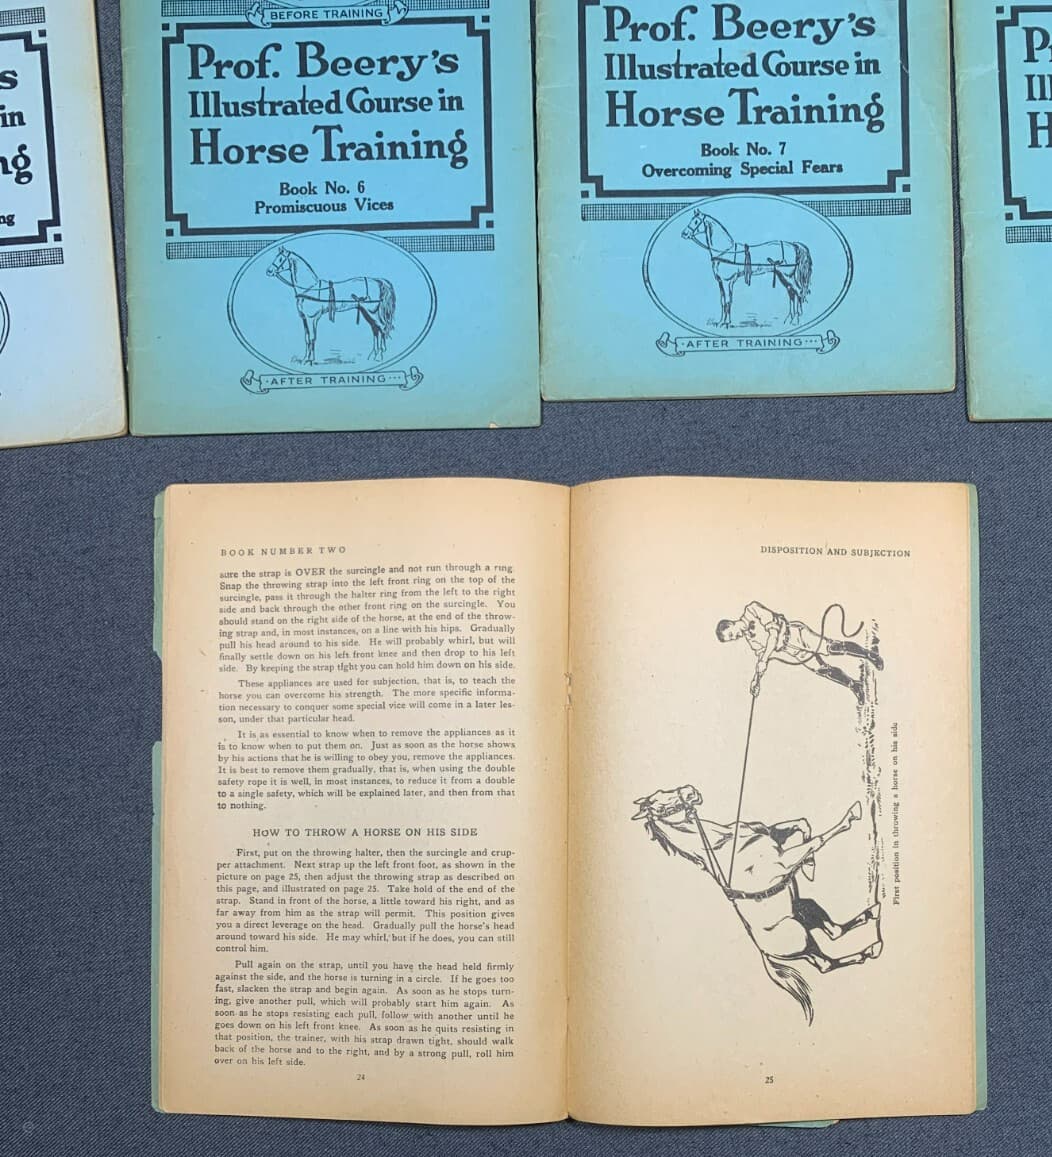 s
in
ng
ng
BEFORE TRAINING
Prof. Beery's
Illustrated Course in
Horse Training
Book No. 6
Promiscuous Vices
·AFTER TRAINING···
Prof. Beery's
Illustrated Course in
Horse Training
Book No. 7
Overcoming Special Fears
·AFTER TRAINING···
P
Ill
H
BOOK NUMBER TWO
sure the strap is OVER the surcingle and not run through a ring.
Snap the throwing strap into the left front ring on the top of the
surcingle, pass it through the halter ring from the left to the right
side and back through the other front ring on the surcingle. You
should stand on the right side of the horse, at the end of the throw-
ing strap and, in most instances, on a line with his hips. Gradually
pull his head around to his side. He will probably whirl, but will
finally settle down on his left front knee and then drop to his left
side. By keeping the strap tight you can hold him down on his side.
These appliances are used for subjection, that is, to teach the
horse you can overcome his strength. The more specific informa-
tion necessary to conquer some special vice will come in a later les-
son, under that particular head.
It is as essential to know when to remove the appliances as it
is to know when to put them on. Just as soon as the horse shows
by his actions that he is willing to obey you, remove the appliances.
It is best to remove them gradually, that is, when using the double
safety rope it is well, in most instances, to reduce it from a double
to a single safety, which will be explained later, and then from that
to nothing.
HOW TO THROW A HORSE ON HIS SIDE
First, put on the throwing halter, then the surcingle and crup-
per attachment. Next strap up the left front foot, as shown in the
picture on page 25, then adjust the throwing strap as described on
this page, and illustrated on page 25. Take hold of the end of the
strap. Stand in front of the horse, a little toward his right, and as
far away from him as the strap will permit. This position gives
you a direct leverage on the head. Gradually pull the horse's head
around toward his side. He may whirl, but if he does, you can still
control him.
Pull again on the strap, until you have the head held firmly
against the side, and the horse is turning in a circle. If he goes too
fast, slacken the strap and begin again. As soon as he stops turn-
ing, give another pull, which will probably start him again. As
soon as he stops resisting each pull, follow with another until he
goes down on his left front knee. As soon as he quits resisting in
that position, the trainer, with his strap drawn tight, should walk
back of the horse and to the right, and by a strong pull, roll him
over on his left side.
24
DISPOSITION AND SUBJECTION
First position in throwing a horse on his side
25